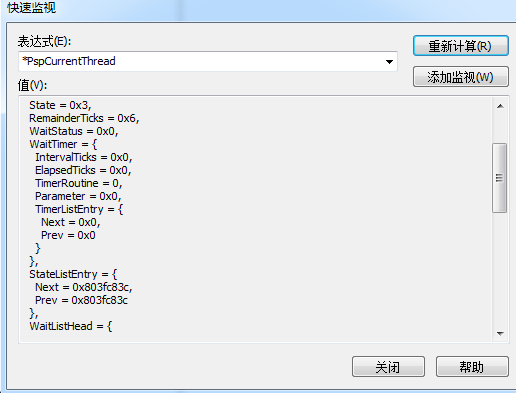 快速监视
表达式(E):
*PspCurrentThread
重新计算(R)
添加监视(W)
值(V):
State = 0x3,
RemainderTicks = 0x6,
WaitStatus = 0x0,
WaitTimer = {
IntervalTicks = 0x0,
ElapsedTicks = 0x0,
TimerRoutine = 0,
Parameter = 0x0,
TimerListEntry = {
Next = 0x0,
Prev = 0x0
}
},
StateListEntry = {
Next = 0x803fc83c,
Prev = 0x803fc83c
},
WaitListHead = {
关闭
帮助